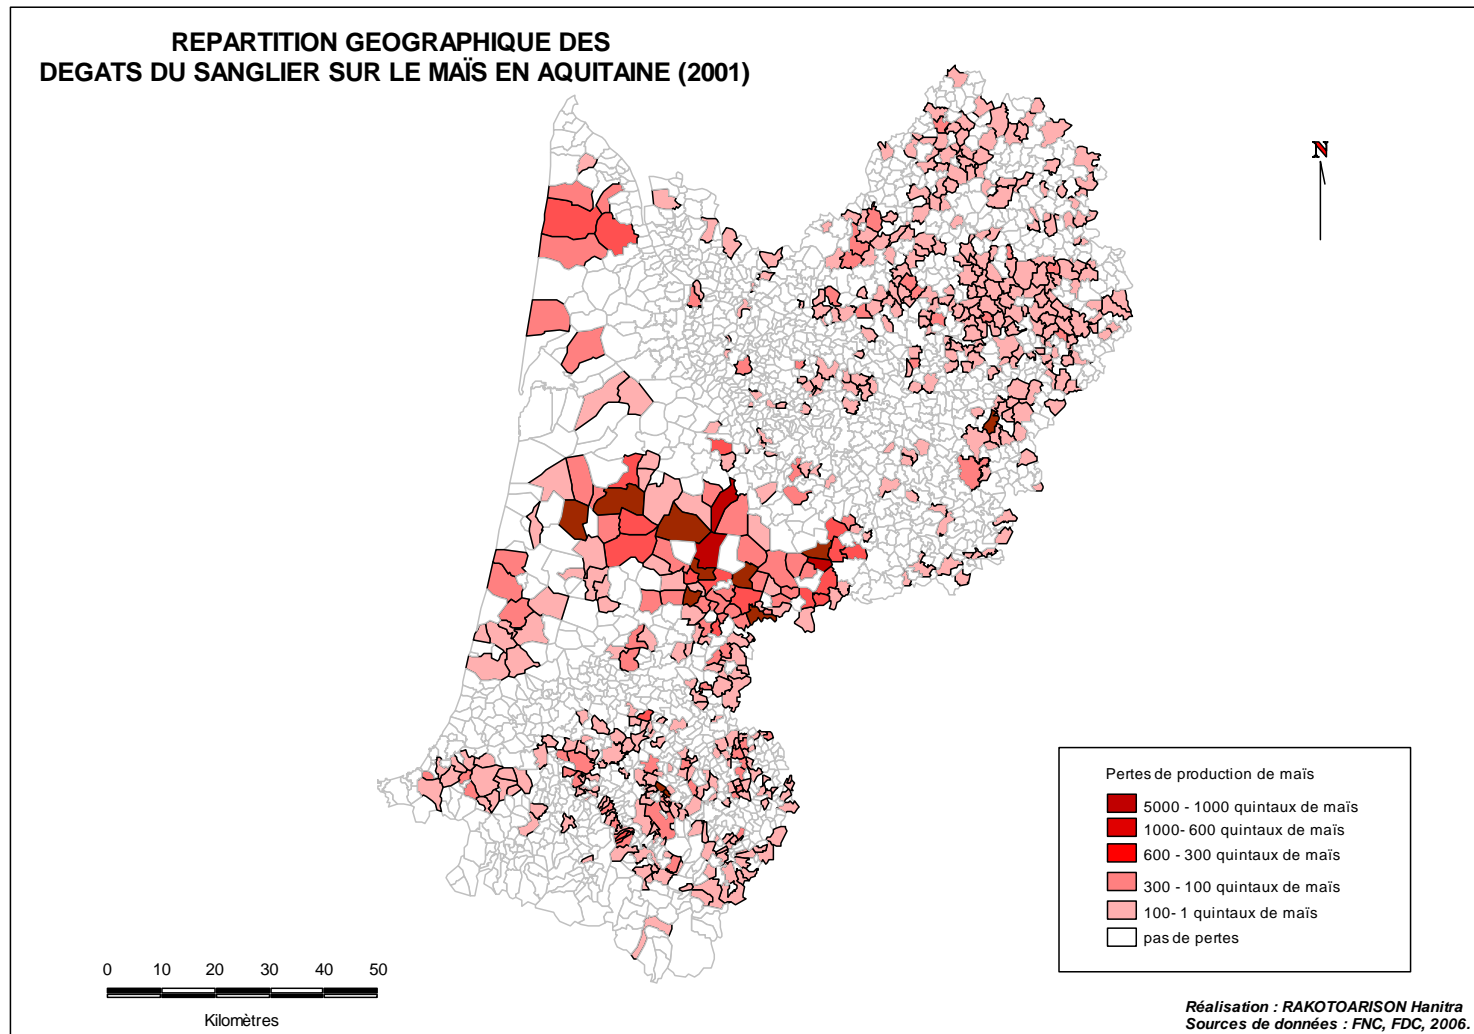 REPARTITION GEOGRAPHIQUE DES
DEGATS DU SANGLIER SUR LE MAÏS EN AQUITAINE (2001)
N
Pertes de production de maïs
5000 - 1000 quintaux de maïs
1000- 600 quintaux de maïs
600 - 300 quintaux de maïs
300 - 100 quintaux de maïs
100- 1 quintaux de maïs
pas de pertes
0 10 20 30 40 50
Kilomètres
Réalisation : RAKOTOARISON Hanitra
Sources de données : FNC, FDC, 2006.